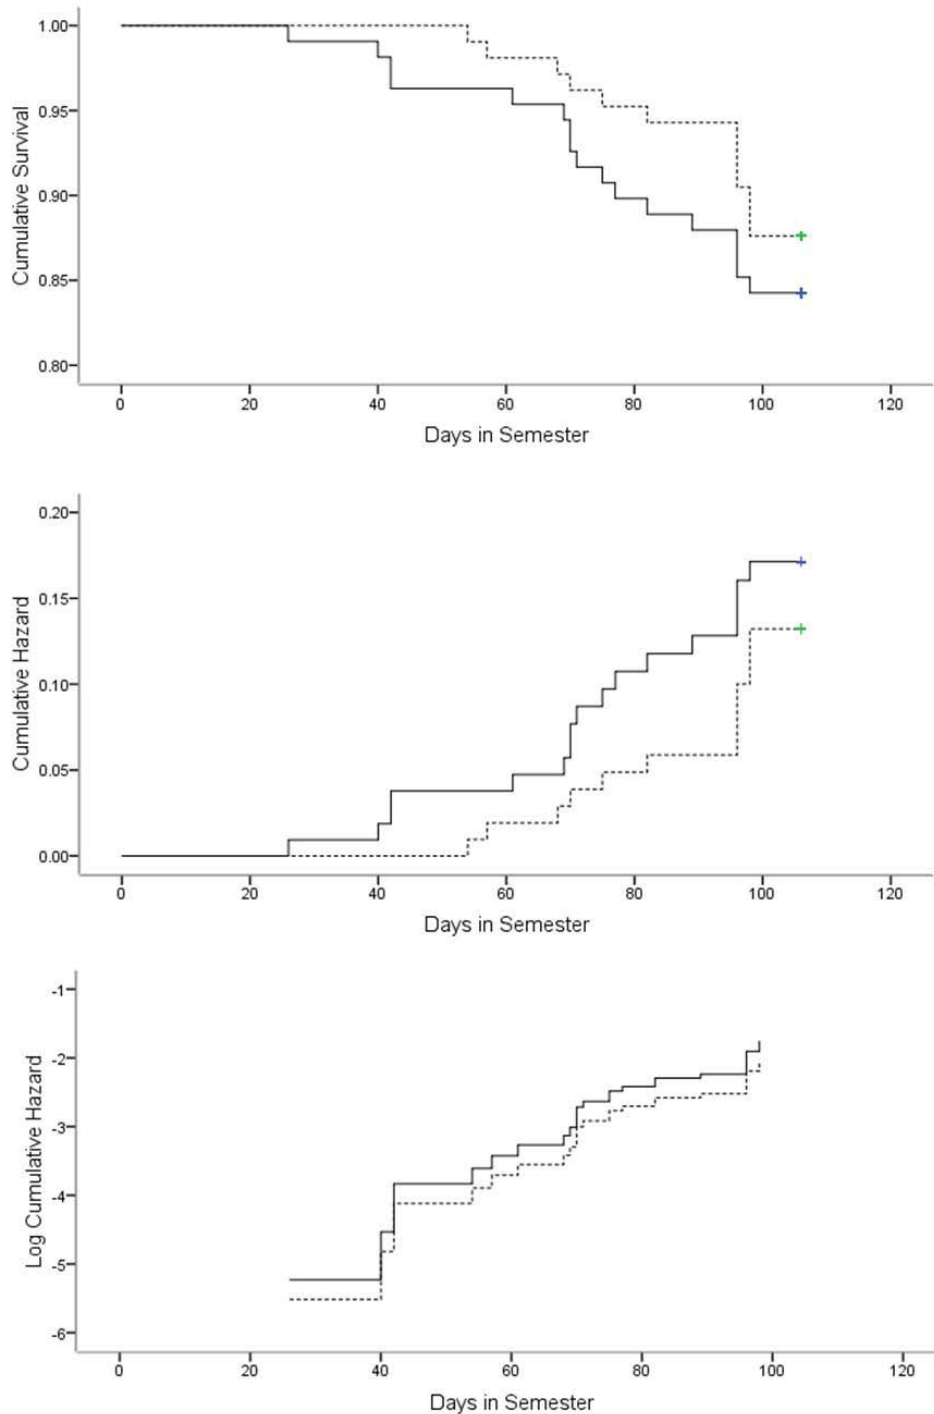 Cumulative Survival
1.00
0.95
0.90
0.85
0.80
0 20 40 60 80 100 120
Days in Semester
Cumulative Hazard
0.20
0.15
0.10
0.05
0.00
0 20 40 60 80 100 120
Days in Semester
Log Cumulative Hazard
-1
-2
-3
-4
-5
-6
0 20 40 60 80 100 120
Days in Semester